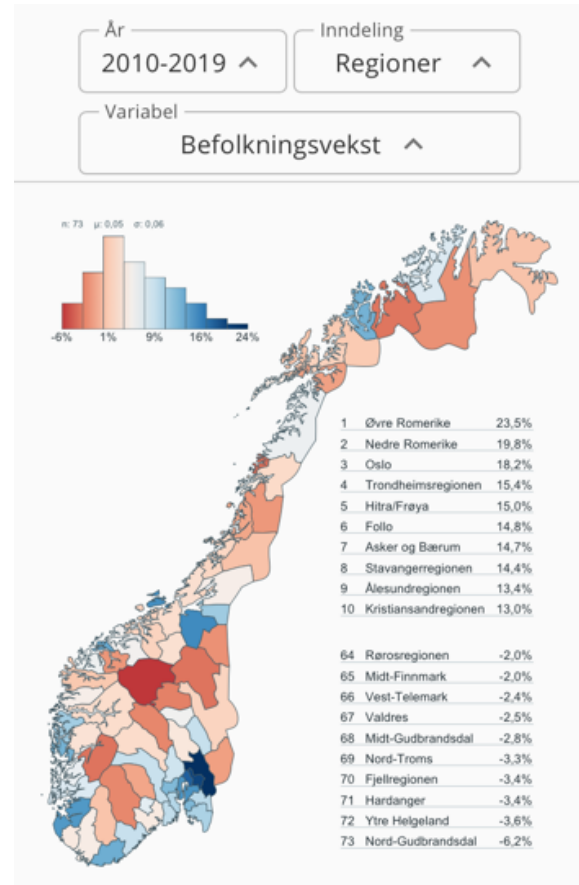 År
2010-2019
Inndeling
Regioner
Variabel
Befolkningsvekst
n: 73 μ: 0,05 σ: 0,06
-6% 1% 9% 16% 24%
1 Øvre Romerike 23,5%
2 Nedre Romerike 19,8%
3 Oslo 18,2%
4 Trondheimsregionen 15,4%
5 Hitra/Frøya 15,0%
6 Follo 14,8%
7 Asker og Bærum 14,7%
8 Stavangerregionen 14,4%
9 Ålesundregionen 13,4%
10 Kristiansandregionen 13,0%
64 Rørosregionen -2,0%
65 Midt-Finnmark -2,0%
66 Vest-Telemark -2,4%
67 Valdres -2,5%
68 Midt-Gudbrandsdal -2,8%
69 Nord-Troms -3,3%
70 Fjellregionen -3,4%
71 Hardanger -3,4%
72 Ytre Helgeland -3,6%
73 Nord-Gudbrandsdal -6,2%